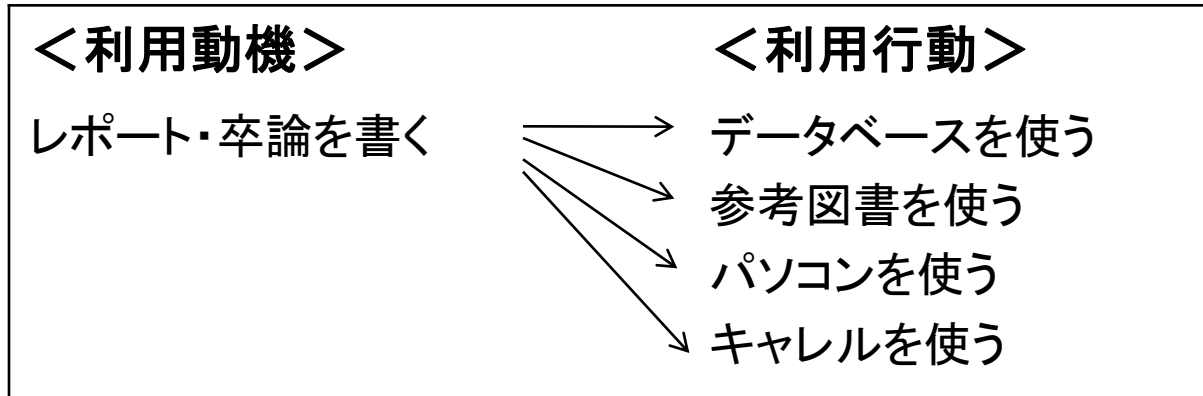 ＜利用動機＞ ＜利用行動＞
レポート・卒論を書く データベースを使う
参考図書を使う
パソコンを使う
キャレルを使う